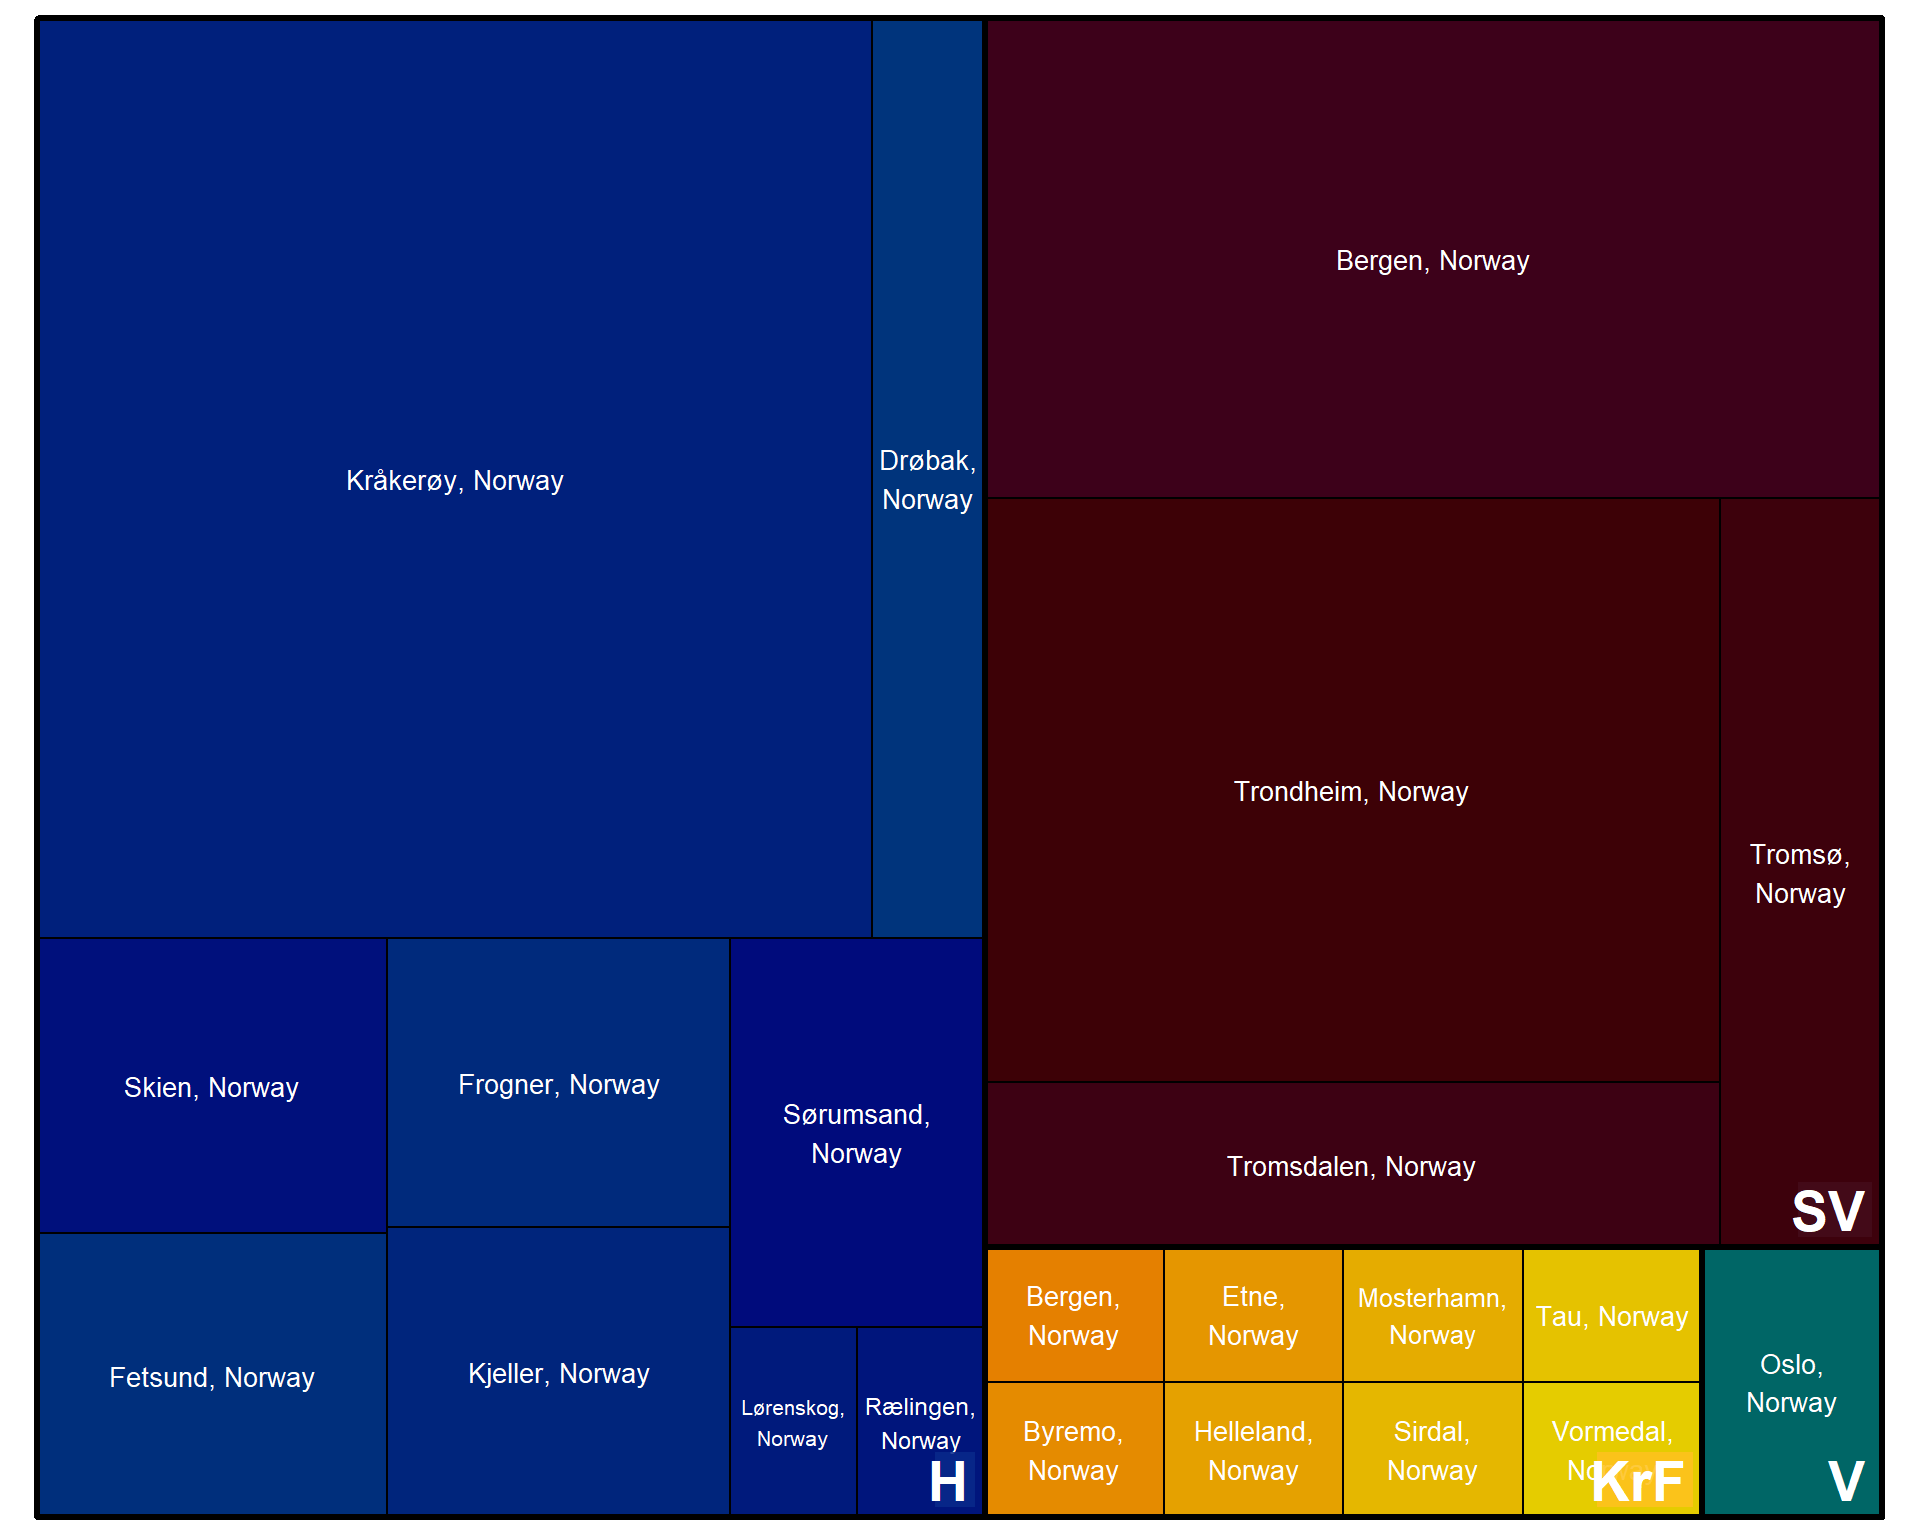 Kråkerøy, Norway
Drøbak,
Norway
Skien, Norway
Frogner, Norway
Sørumsand,
Norway
Fetsund, Norway
Kjeller, Norway
Lørenskog,
Norway
Rælingen,
Norway
H
Bergen, Norway
Trondheim, Norway
Tromsø,
Norway
Tromsdalen, Norway
SV
Bergen,
Norway
Etne,
Norway
Mosterhamn,
Norway
Tau, Norway
Byremo,
Norway
Helleland,
Norway
Sirdal,
Norway
Vormedal,
KrF
Oslo,
Norway
V